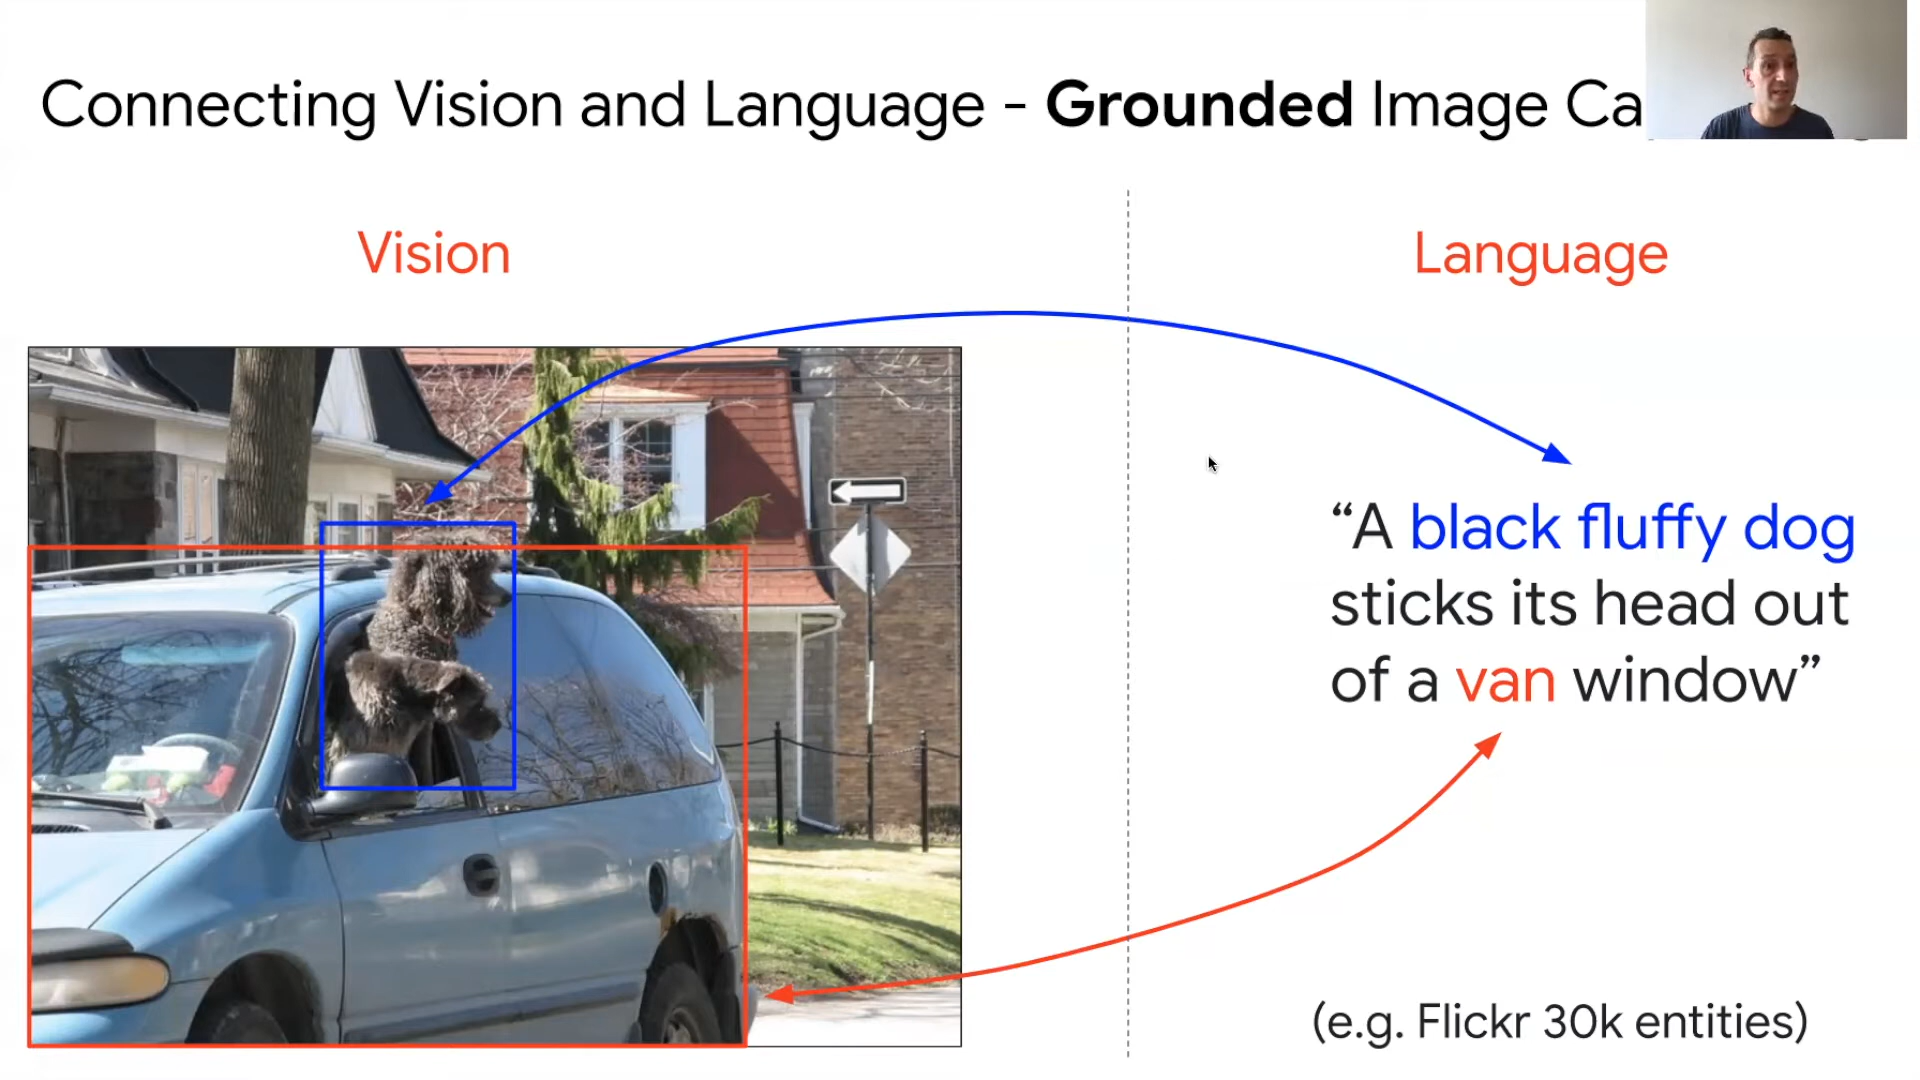 Connecting Vision and Language - Grounded Image
Vision
Language
“A black fluffy dog
sticks its head out
of a van window”
(e.g. Flickr 30k entities)